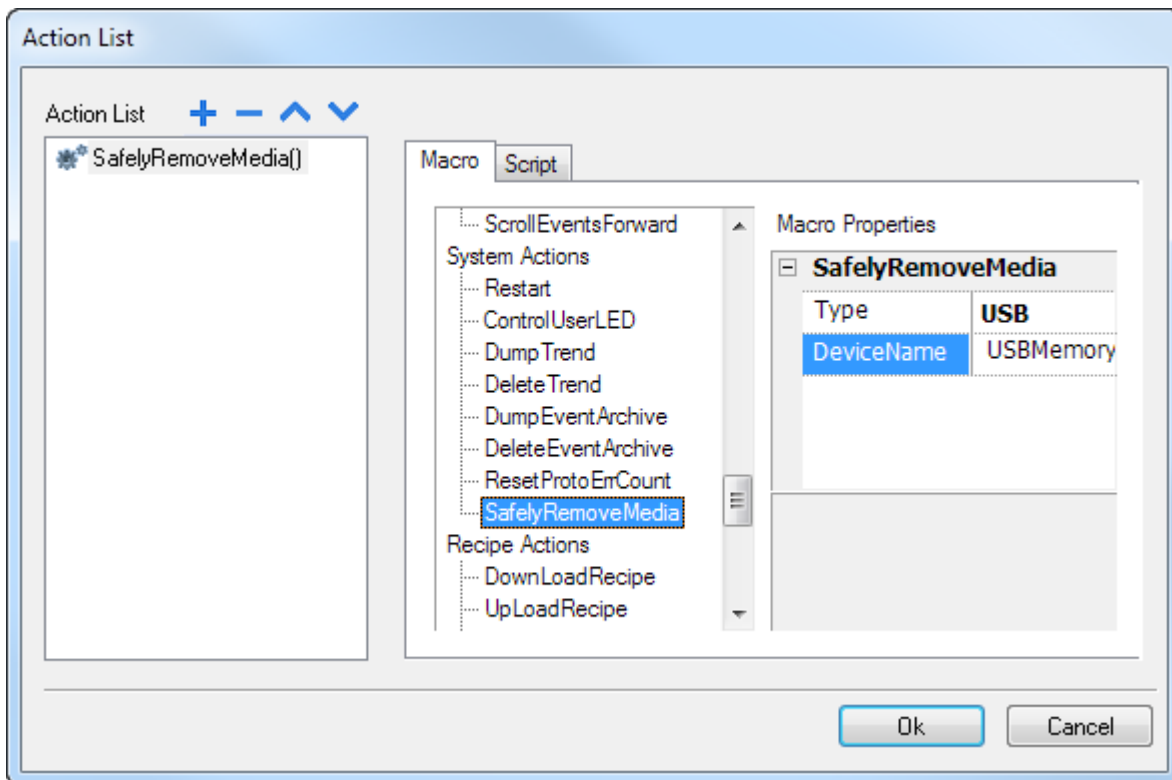 Action List
Action List
SafelyRemoveMedia()
Macro
Script
ScrollEventsForward
System Actions
Restart
ControlUserLED
DumpTrend
DeleteTrend
DumpEventArchive
DeleteEventArchive
ResetProtoErrCount
SafelyRemoveMedia
Recipe Actions
DownLoadRecipe
UpLoadRecipe
Macro Properties
SafelyRemoveMedia
Type USB
DeviceName USBMemory
Ok
Cancel